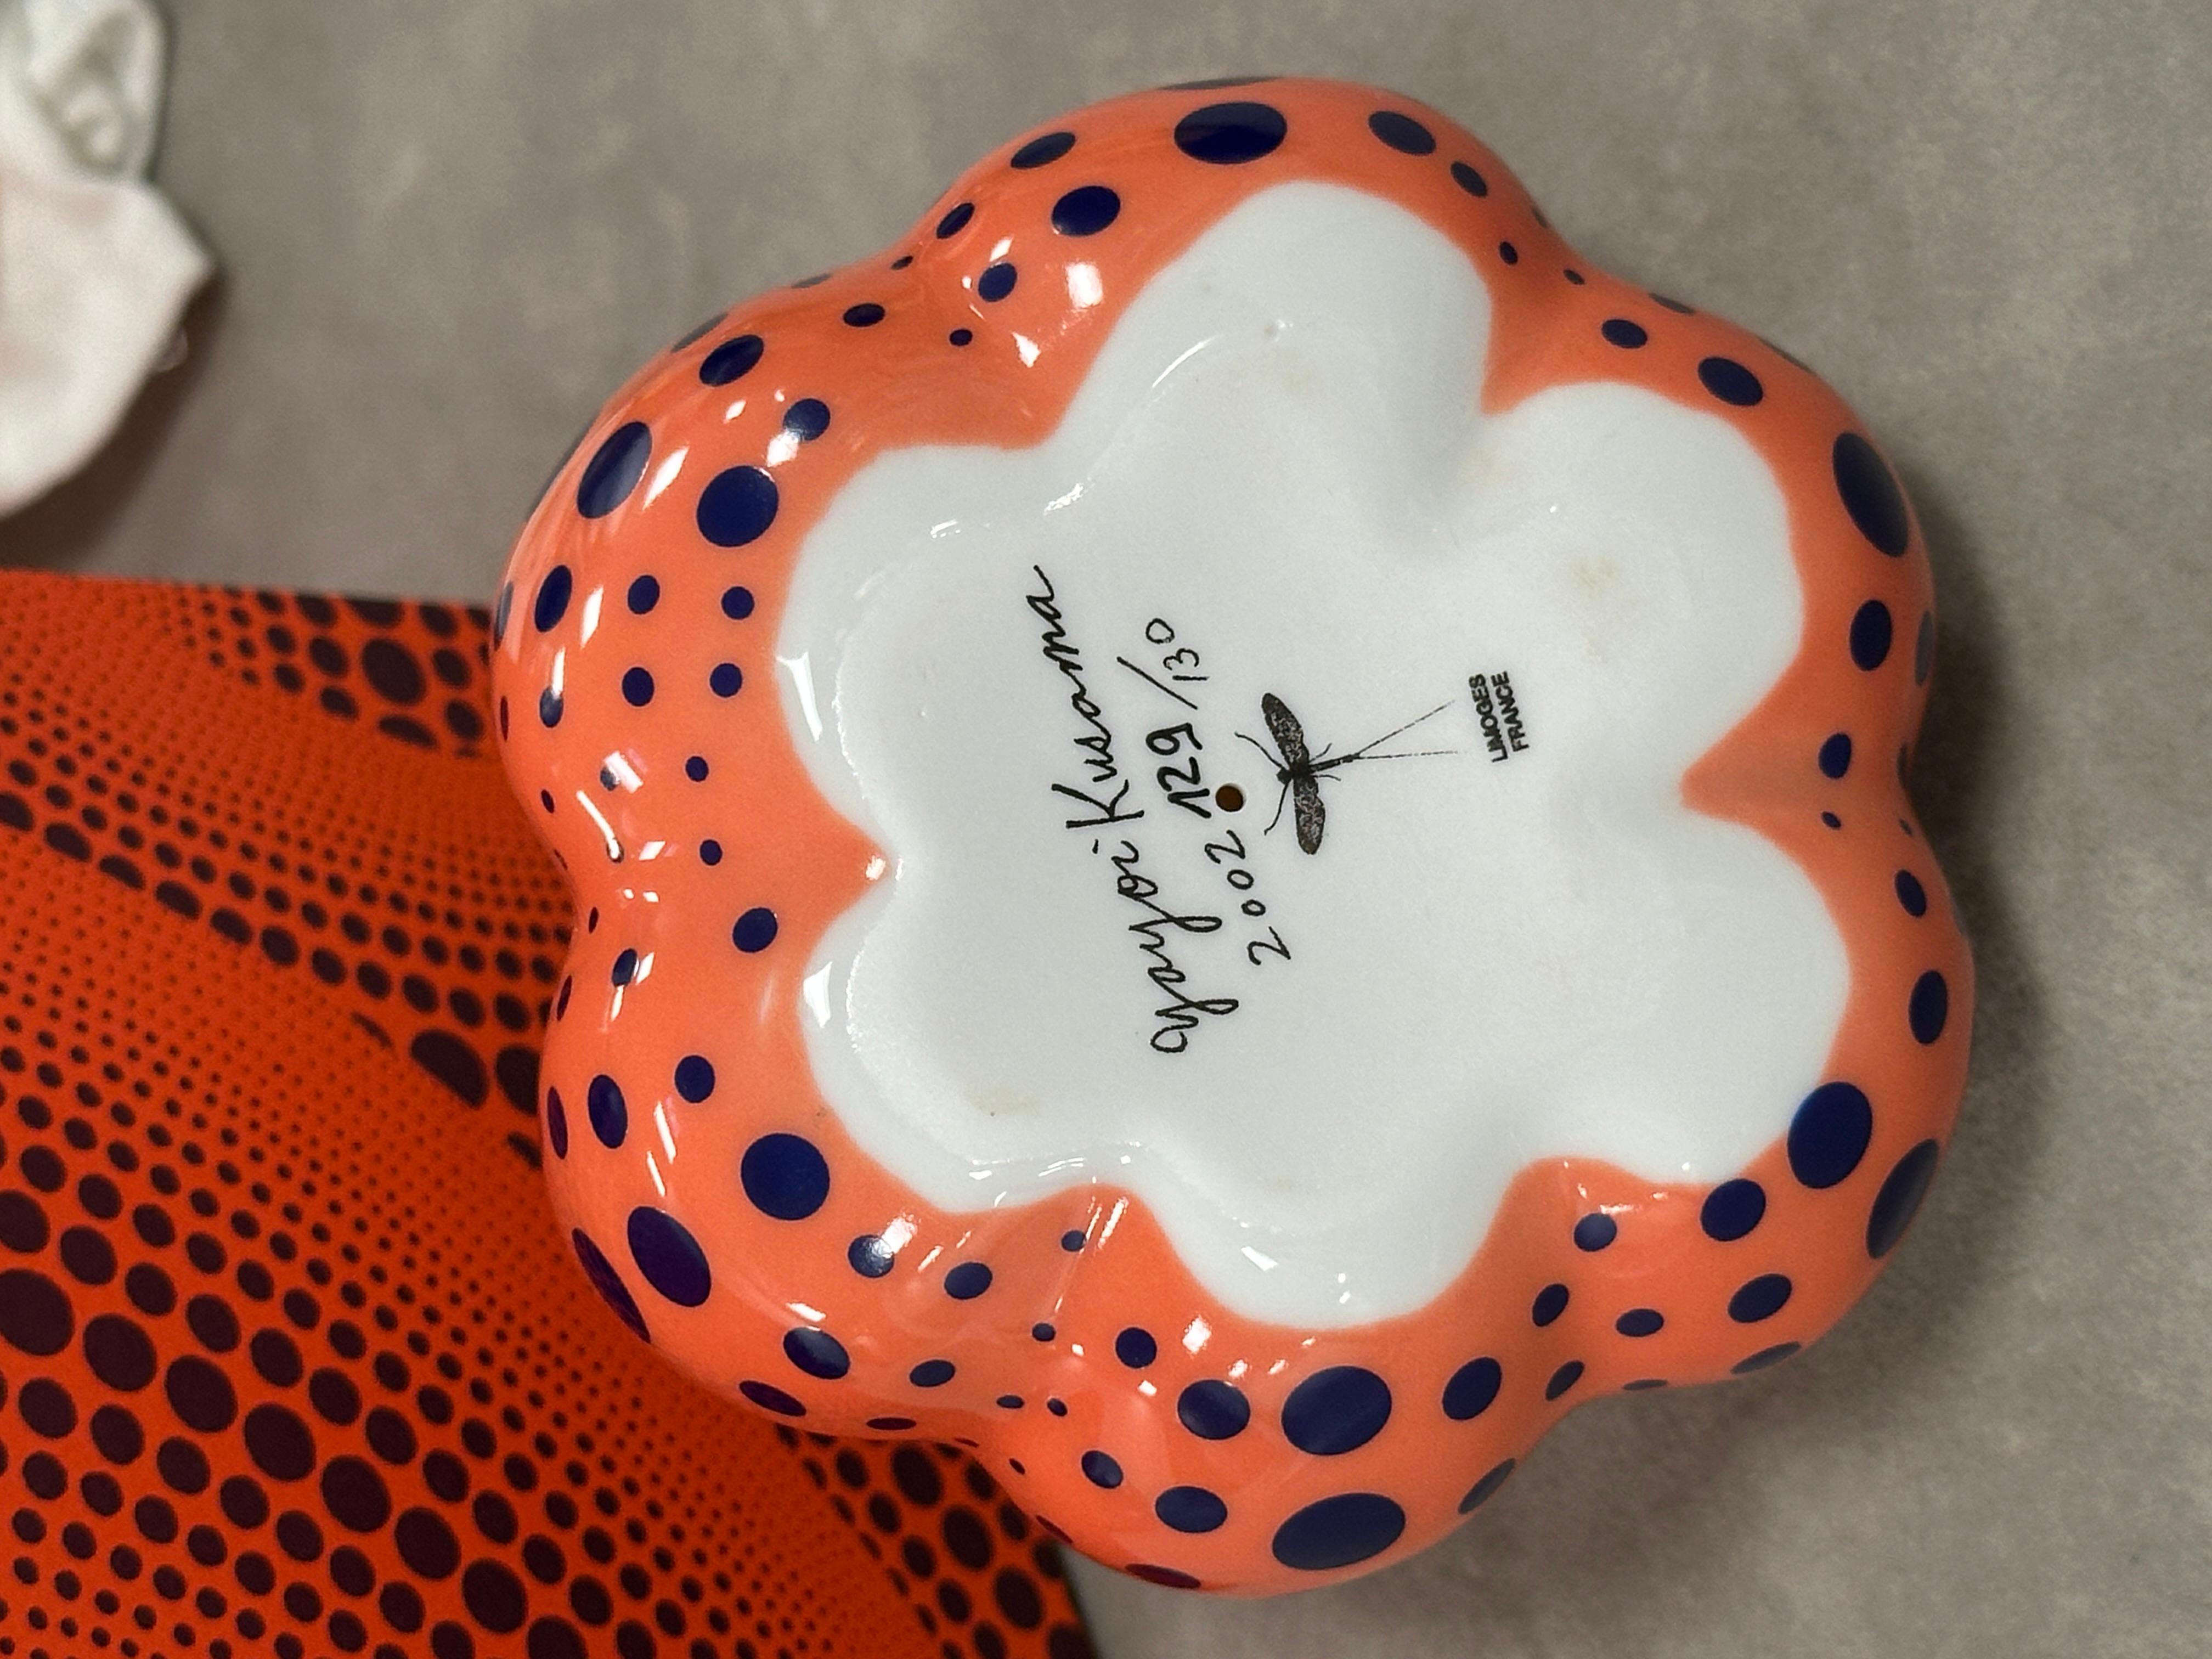 Yayoi Kusama
2002 129/130
LIMOGES
FRANCE